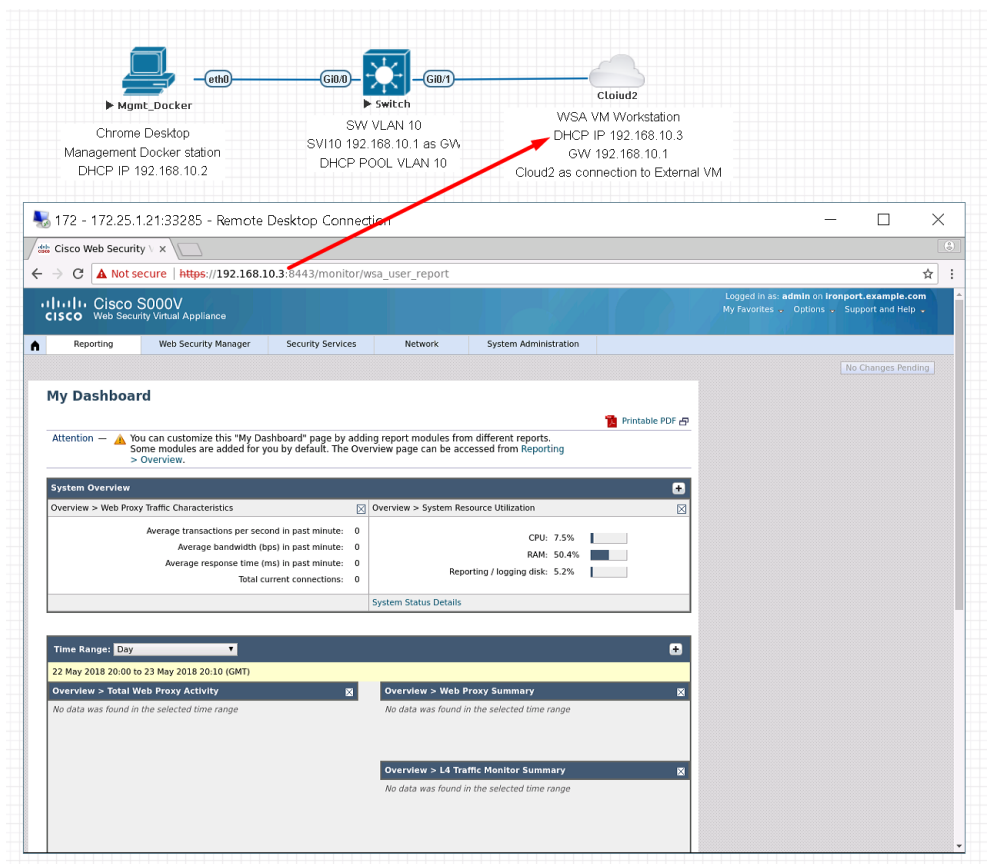 eth0
Gi0/0
Gi0/1
Mgmt_Docker
Switch
Cloiud2
Chrome Desktop
Management Docker station
DHCP IP 192.168.10.2
SW VLAN 10
SVI10 192.168.10.1 as GW
DHCP POOL VLAN 10
WSA VM Workstation
DHCP IP 192.168.10.3
GW 192.168.10.1
Cloud2 as connection to External VM
172 - 172.25.1.21:33285 - Remote Desktop Connection
Cisco Web Security V
Not secure | https://192.168.10.3:8443/monitor/wsa_user_report
CISCO
Cisco S000V
Web Security Virtual Appliance
Logged in as: admin on ironport.example.com
My Favorites Options Support and Help
Reporting Web Security Manager Security Services Network System Administration
No Changes Pending
My Dashboard
Printable PDF
Attention — You can customize this "My Dashboard" page by adding report modules from different reports.
Some modules are added for you by default. The Overview page can be accessed from Reporting
> Overview.
System Overview
Overview > Web Proxy Traffic Characteristics
Average transactions per second in past minute: 0
Average bandwidth (bps) in past minute: 0
Average response time (ms) in past minute: 0
Total current connections: 0
Overview > System Resource Utilization
CPU: 7.5%
RAM: 50.4%
Reporting / logging disk: 5.2%
System Status Details
Time Range: Day
22 May 2018 20:00 to 23 May 2018 20:10 (GMT)
Overview > Total Web Proxy Activity
No data was found in the selected time range
Overview > Web Proxy Summary
No data was found in the selected time range
Overview > L4 Traffic Monitor Summary
No data was found in the selected time range